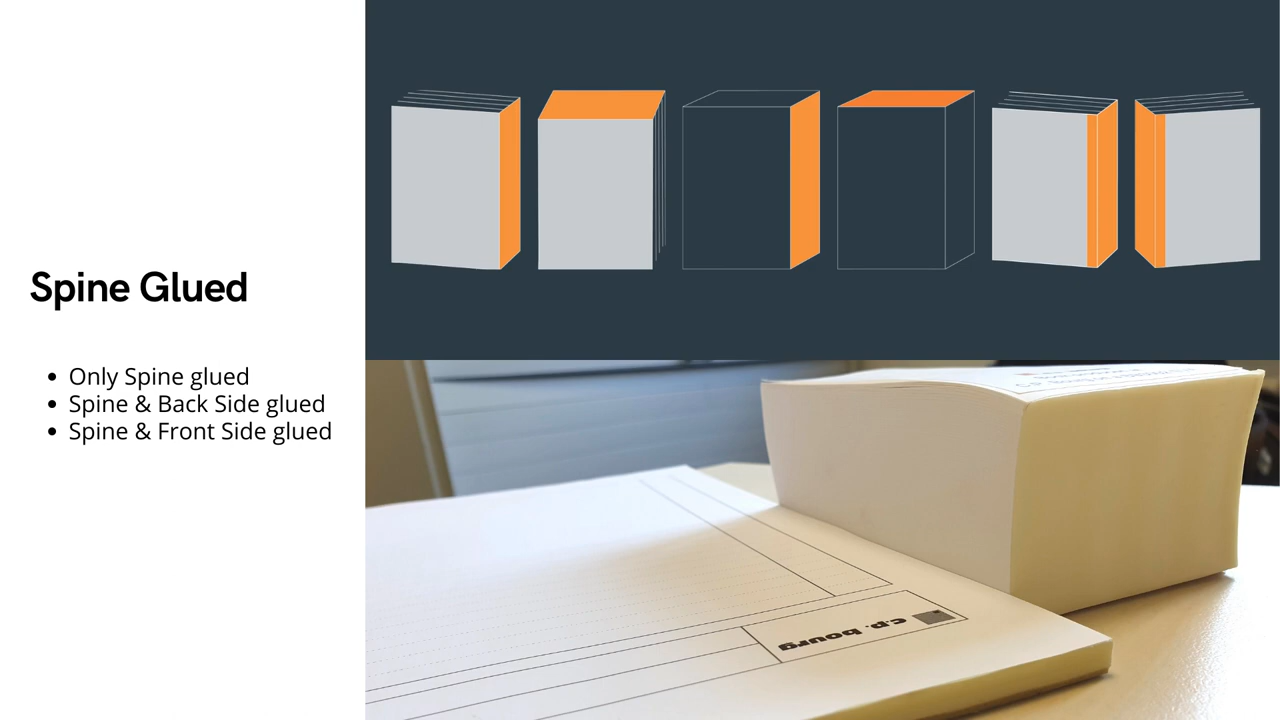 Spine Glued
Only Spine glued
Spine & Back Side glued
Spine & Front Side glued
c.p. bourg